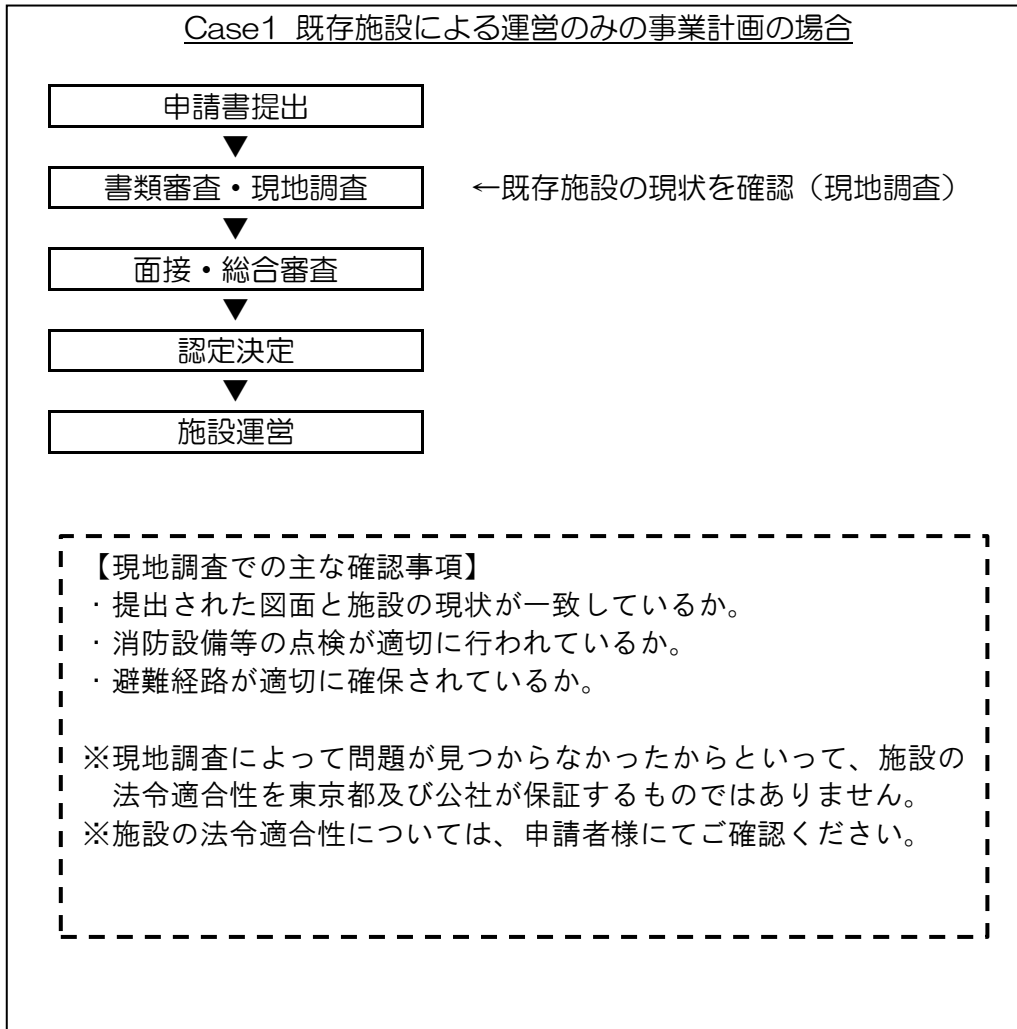 Case1 既存施設による運営のみの事業計画の場合
申請書提出
▼
書類審査・現地調査 ←既存施設の現状を確認（現地調査）
▼
面接・総合審査
▼
認定決定
▼
施設運営
【現地調査での主な確認事項】
・提出された図面と施設の現状が一致しているか。
・消防設備等の点検が適切に行われているか。
・避難経路が適切に確保されているか。
※現地調査によって問題が見つからなかったからといって、施設の
法令適合性を東京都及び公社が保証するものではありません。
※施設の法令適合性については、申請者様にてご確認ください。